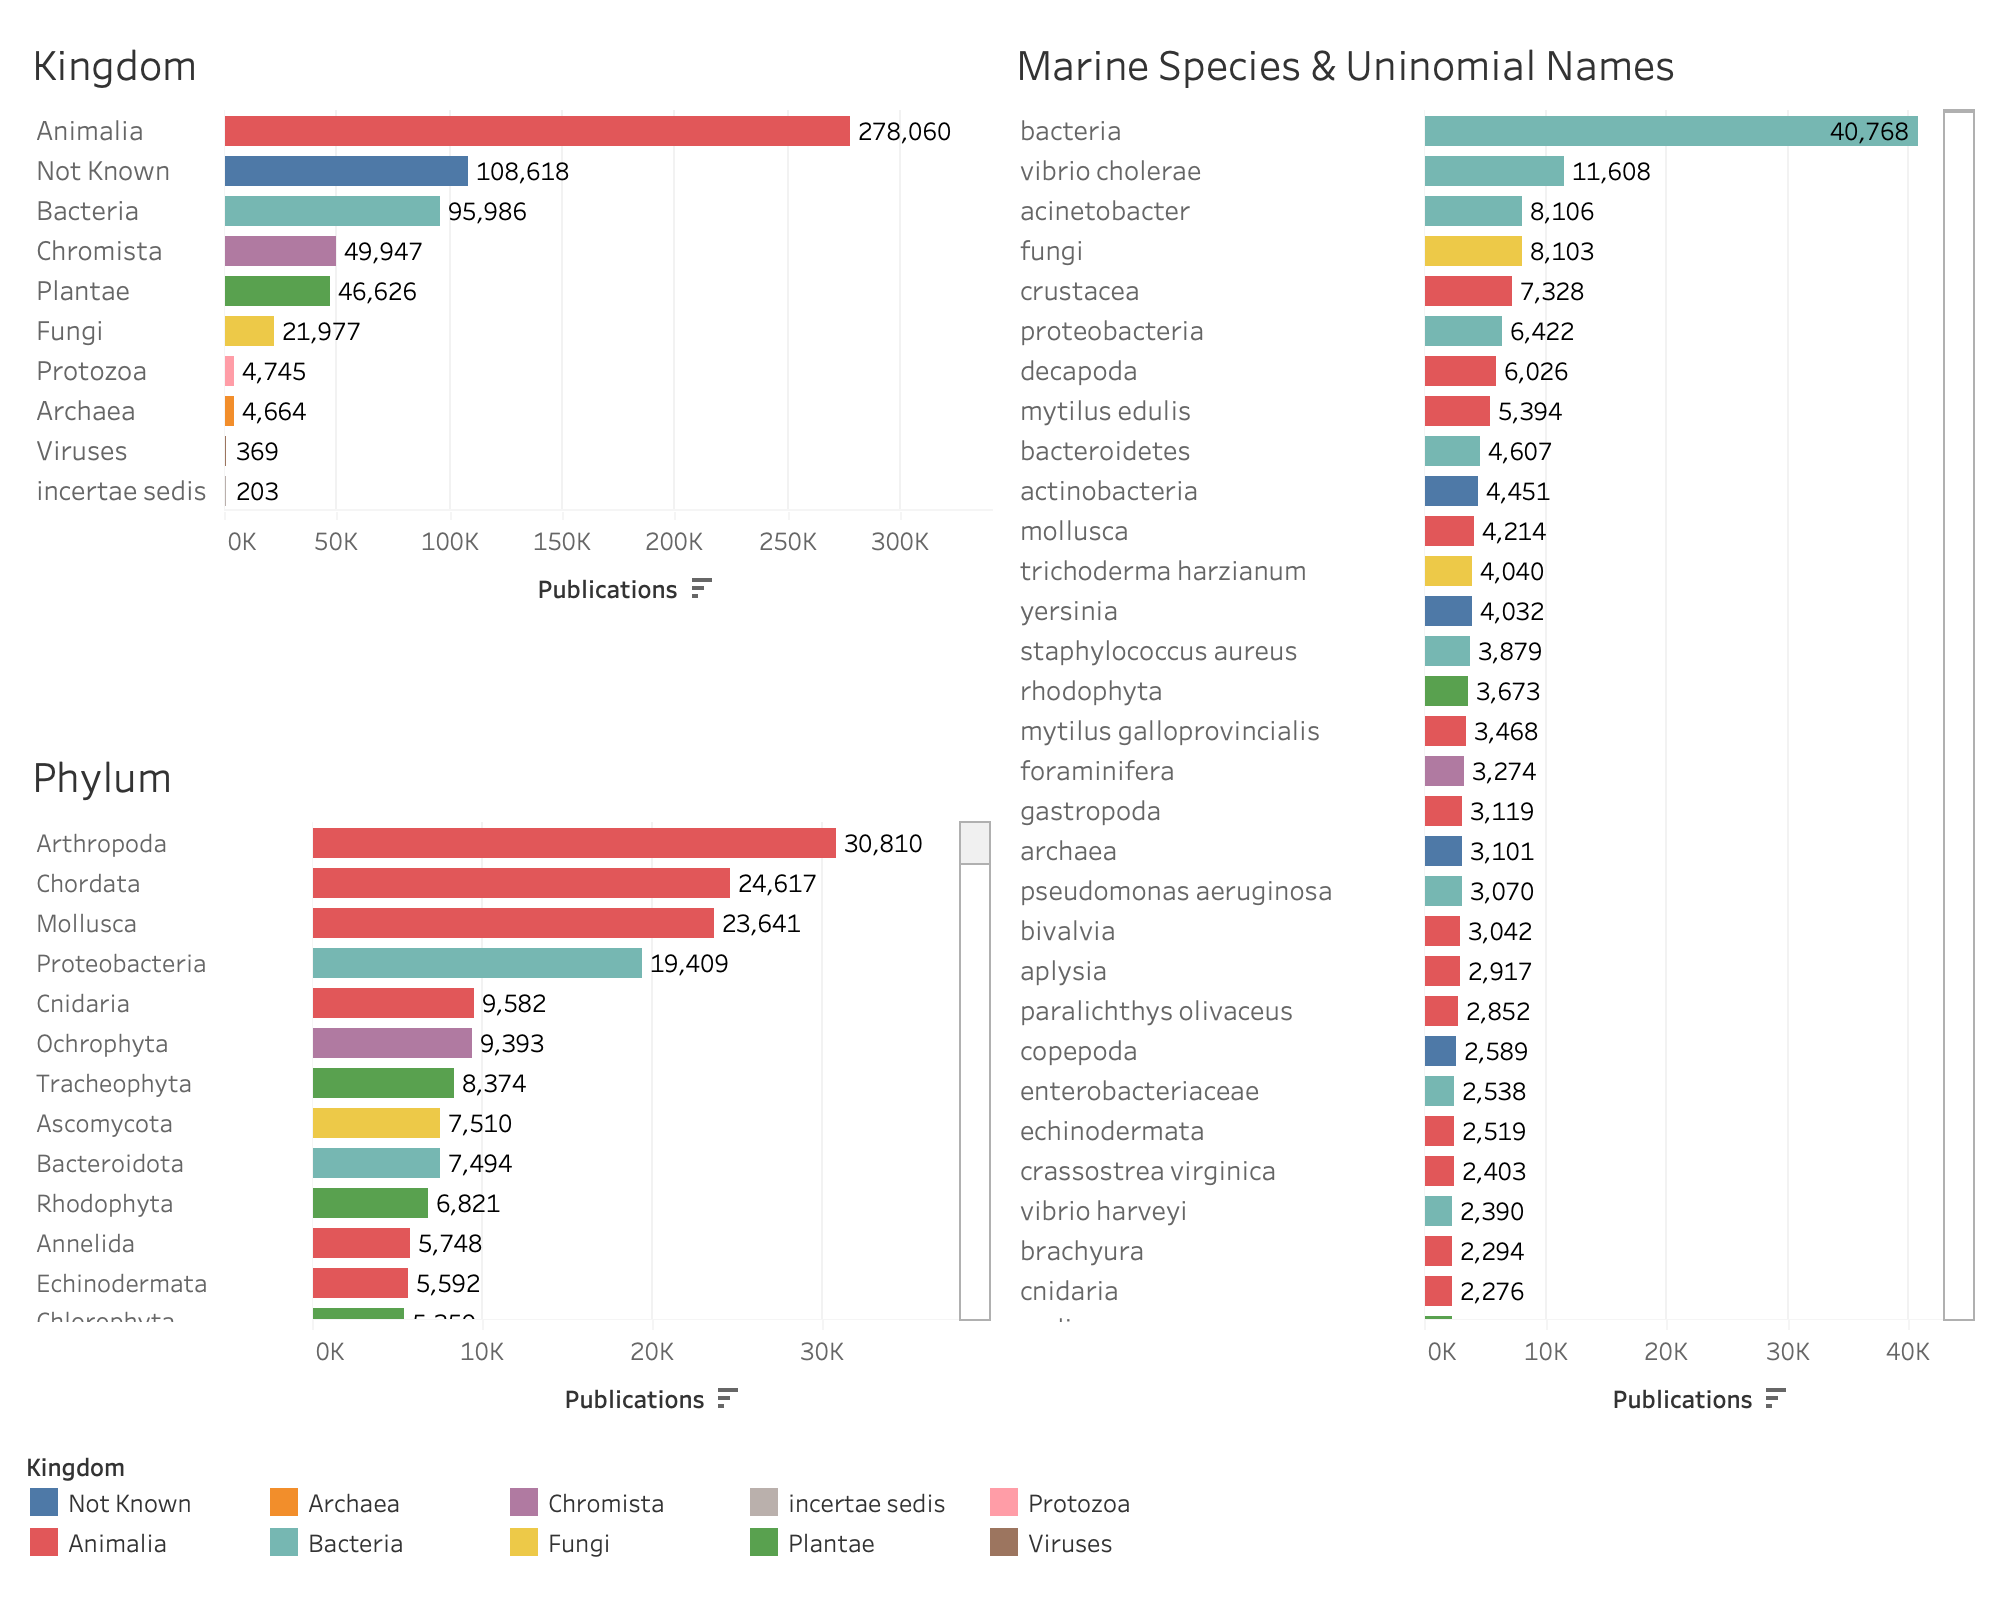 Kingdom
Animalia 278,060
Not Known 108,618
Bacteria 95,986
Chromista 49,947
Plantae 46,626
Fungi 21,977
Protozoa 4,745
Archaea 4,664
Viruses 369
incertae sedis 203
0K 50K 100K 150K 200K 250K 300K
Publications
Phylum
Arthropoda 30,810
Chordata 24,617
Mollusca 23,641
Proteobacteria 19,409
Cnidaria 9,582
Ochrophyta 9,393
Tracheophyta 8,374
Ascomycota 7,510
Bacteroidota 7,494
Rhodophyta 6,821
Annelida 5,748
Echinodermata 5,592
Chlorophyta
0K 10K 20K 30K
Publications
Marine Species & Uninomial Names
bacteria 40,768
vibrio cholerae 11,608
acinetobacter 8,106
fungi 8,103
crustacea 7,328
proteobacteria 6,422
decapoda 6,026
mytilus edulis 5,394
bacteroidetes 4,607
actinobacteria 4,451
mollusca 4,214
trichoderma harzianum 4,040
yersinia 4,032
staphylococcus aureus 3,879
rhodophyta 3,673
mytilus galloprovincialis 3,468
foraminifera 3,274
gastropoda 3,119
archaea 3,101
pseudomonas aeruginosa 3,070
bivalvia 3,042
aplysia 2,917
paralichthys olivaceus 2,852
copepoda 2,589
enterobacteriaceae 2,538
echinodermata 2,519
crassostrea virginica 2,403
vibrio harveyi 2,390
brachyura 2,294
cnidaria 2,276
0K 10K 20K 30K 40K
Publications
Kingdom
Not Known Archaea Chromista incertae sedis Protozoa
Animalia Bacteria Fungi Plantae Viruses